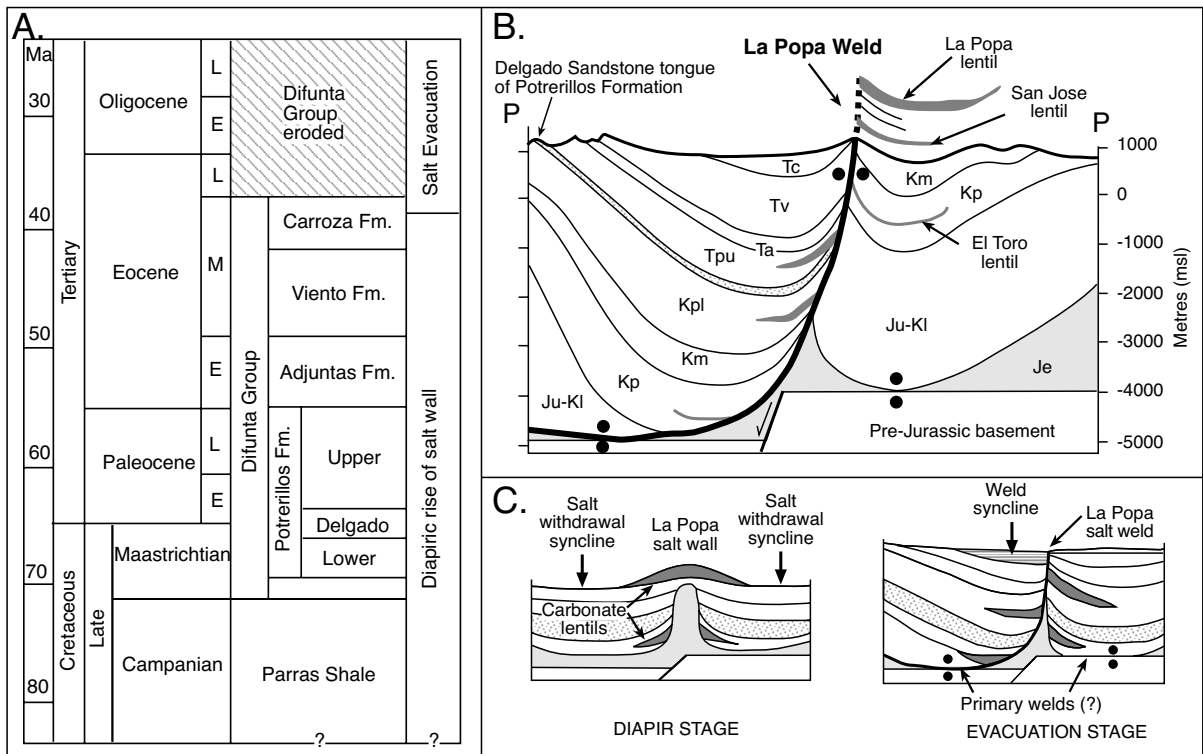 A.
Ma
30
40
50
60
70
80
Tertiary
Cretaceous
Late
Oligocene
Eocene
Paleocene
Maastrichtian
Campanian
L
E
L
M
E
L
E
Difunta
Group
eroded
Difunta Group
Carroza Fm.
Viento Fm.
Adjuntas Fm.
Potrerillos Fm.
Upper
Delgado
Lower
Parras Shale
?
Salt Evacuation
Diapiric rise of salt wall
?
B.
Delgado Sandstone tongue
of Potrerillos Formation
La Popa Weld
La Popa
lentil
San Jose
lentil
P
P
1000
0
-1000
-2000
-3000
-4000
-5000
Metres (msl)
Tc
Tv
Ta
Tpu
Kpl
Km
Kp
Ju-Kl
Km
Kp
El Toro
lentil
Ju-Kl
Je
Pre-Jurassic basement
C.
Salt
withdrawal
syncline
La Popa
salt wall
Salt
withdrawal
syncline
Carbonate
lentils
DIAPIR STAGE
Weld
syncline
La Popa
salt weld
Primary welds (?)
EVACUATION STAGE